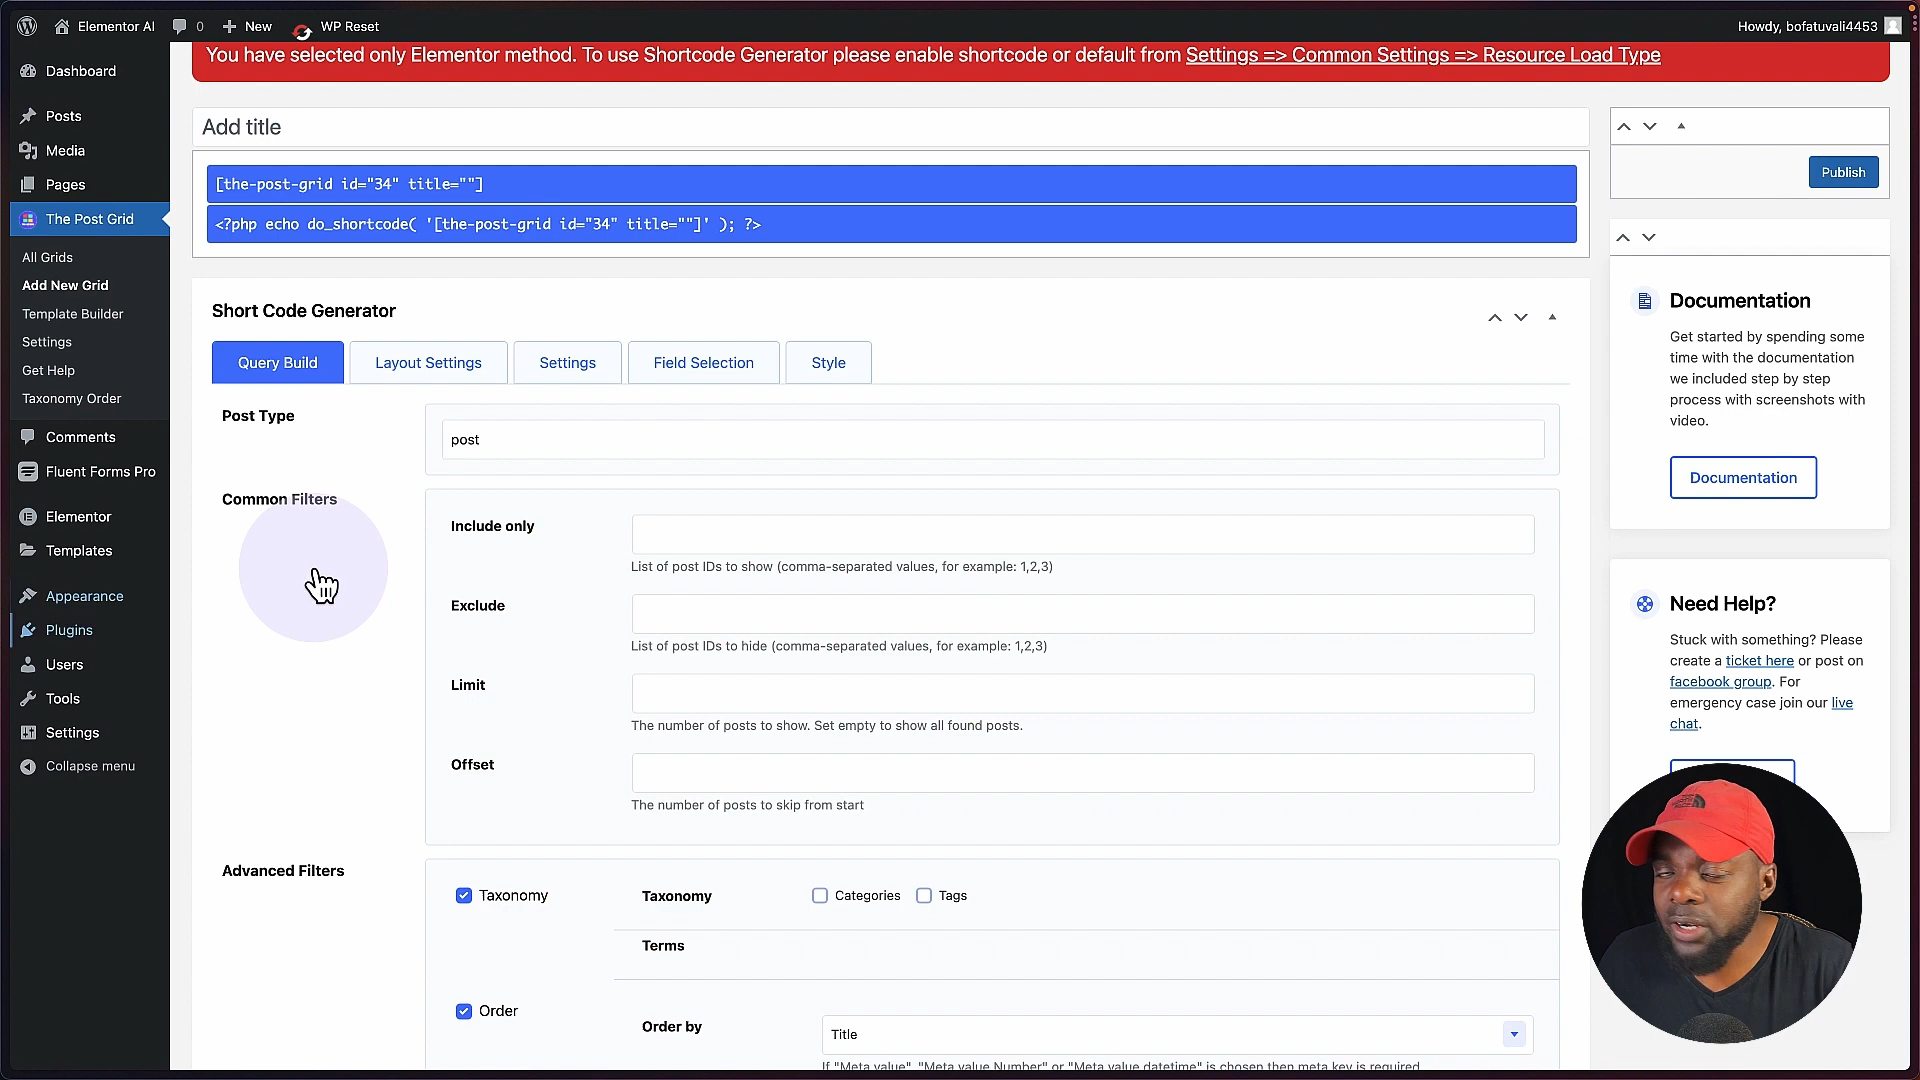 Elementor AI
0
New
WP Reset
Howdy, bofatuvali4453
You have selected only Elementor method. To use Shortcode Generator please enable shortcode or default from Settings => Common Settings => Resource Load Type
Dashboard
Posts
Media
Pages
The Post Grid
All Grids
Add New Grid
Template Builder
Settings
Get Help
Taxonomy Order
Comments
Fluent Forms Pro
Elementor
Templates
Appearance
Plugins
Users
Tools
Settings
Collapse menu
Add title
[the-post-grid id="34" title=""]
<?php echo do_shortcode( '[the-post-grid id="34" title=""]' ); ?>
Short Code Generator
Query Build
Layout Settings
Settings
Field Selection
Style
Post Type
post
Common Filters
Include only
List of post IDs to show (comma-separated values, for example: 1,2,3)
Exclude
List of post IDs to hide (comma-separated values, for example: 1,2,3)
Limit
The number of posts to show. Set empty to show all found posts.
Offset
The number of posts to skip from start
Advanced Filters
Taxonomy
Taxonomy
Categories
Tags
Terms
Order
Order by
Title
If "Meta value", "Meta value Number" or "Meta value datetime" is chosen then meta key is required.
Publish
Documentation
Get started by spending some
time with the documentation
we included step by step
process with screenshots with
video.
Documentation
Need Help?
Stuck with something? Please
create a ticket here or post on
facebook group. For
emergency case join our live
chat.